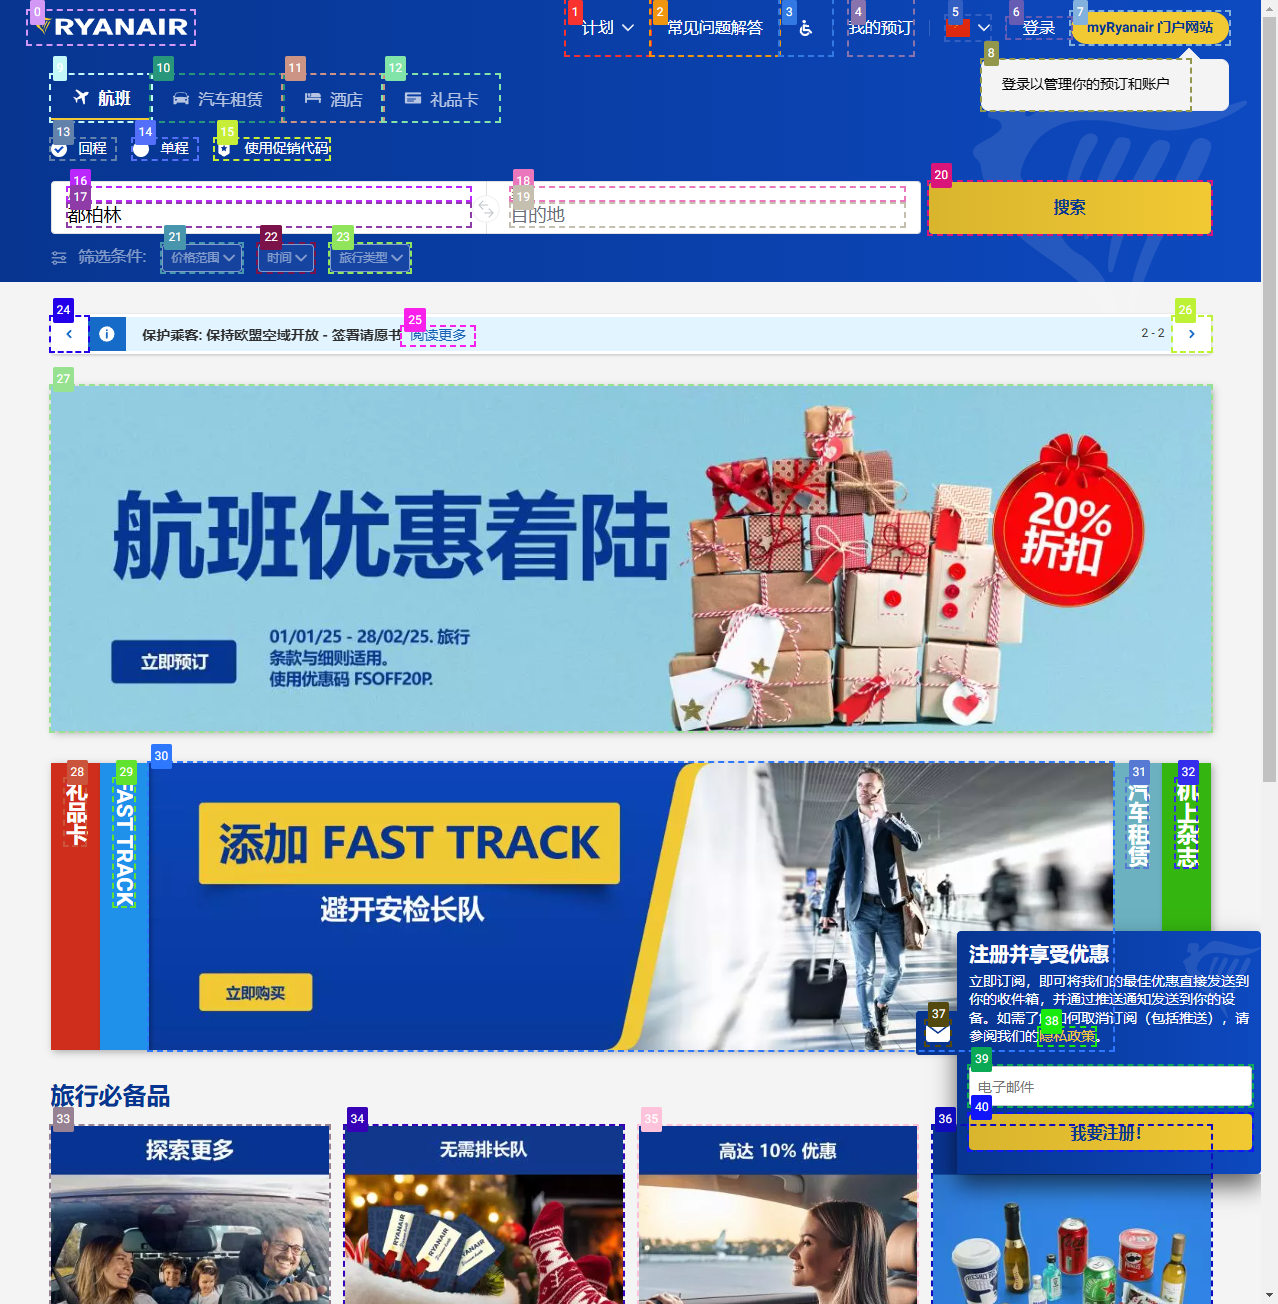 RYANAIR
计划
常见问题解答
我的预订
登录
myRyanair 门户网站
登录以管理你的预订和账户
航班
汽车租赁
酒店
礼品卡
回程
单程
使用促销代码
都柏林
目的地
搜索
筛选条件:
价格范围
时间
旅行类型
保护乘客: 保持欧盟空域开放 - 签署请愿书
阅读更多
2 - 2
航班优惠着陆
20%
折扣
01/01/25 - 28/02/25. 旅行
条款与细则适用。
使用优惠码 FSOFF20P.
立即预订
礼品卡
FAST TRACK
添加 FAST TRACK
避开安检长队
立即购买
汽车租赁
机上杂志
注册并享受优惠
立即订阅，即可将我们的最佳优惠直接发送到
你的收件箱，并通过推送通知发送到你的设
备。如需了解如何取消订阅（包括推送），请
参阅我们的隐私政策。
电子邮件
我要注册！
旅行必备品
探索更多
无需排长队
高达 10% 优惠
RYANAIR
RYANAIR
RYANAIR
0
1
2
3
4
5
6
7
8
9
10
11
12
13
14
15
16
17
18
19
20
21
22
23
24
25
26
27
28
29
30
31
32
33
34
35
36
37
38
39
40